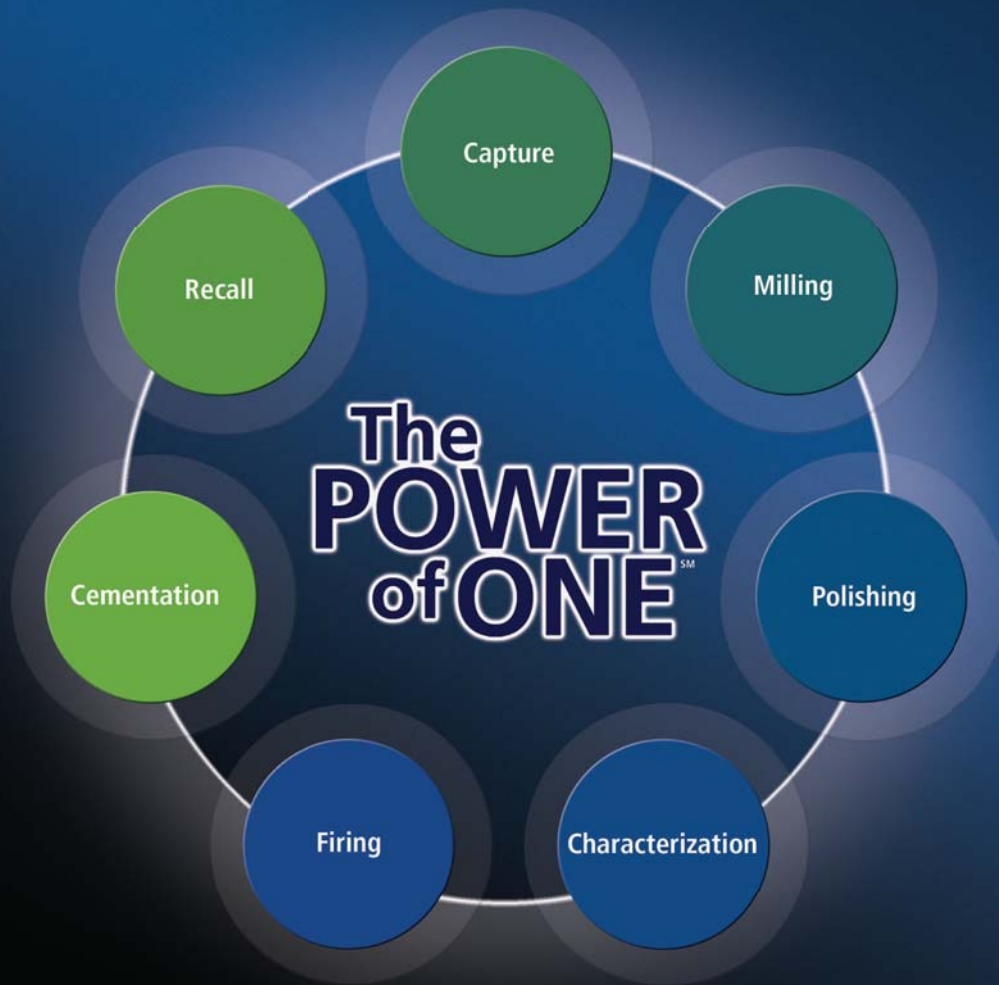 Capture
Recall
Milling
The
POWER
of ONE℠
Cementation
Polishing
Firing
Characterization